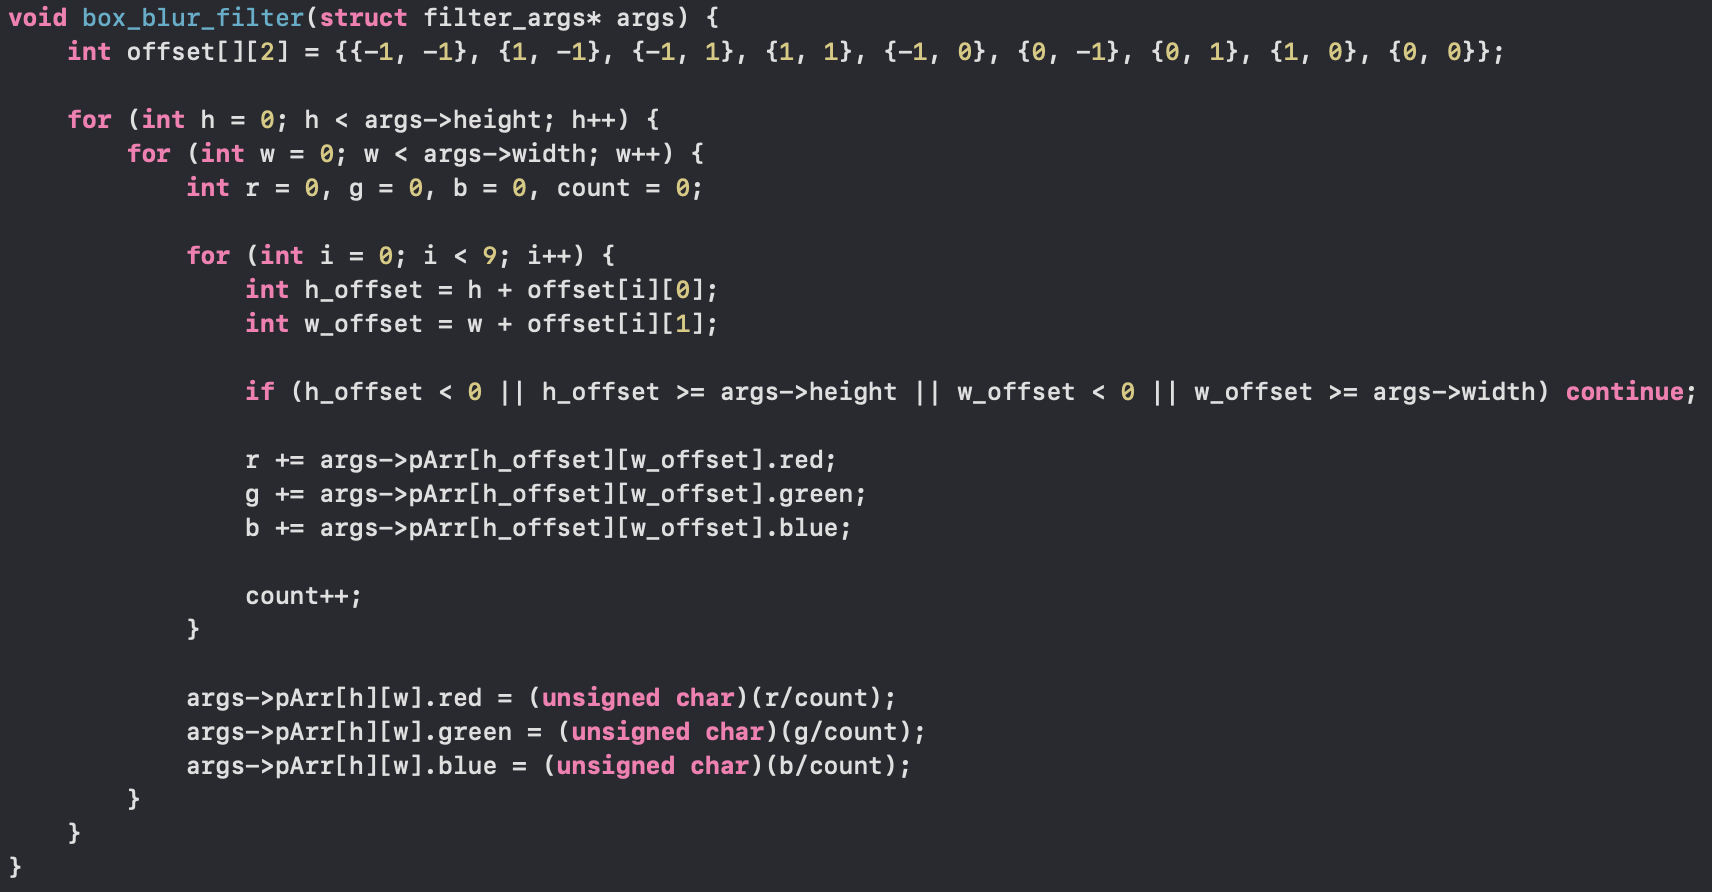 void box_blur_filter(struct filter_args* args) {
    int offset[][2] = {{-1, -1}, {1, -1}, {-1, 1}, {1, 1}, {-1, 0}, {0, -1}, {0, 1}, {1, 0}, {0, 0}};

    for (int h = 0; h < args->height; h++) {
        for (int w = 0; w < args->width; w++) {
            int r = 0, g = 0, b = 0, count = 0;

            for (int i = 0; i < 9; i++) {
                int h_offset = h + offset[i][0];
                int w_offset = w + offset[i][1];

                if (h_offset < 0 || h_offset >= args->height || w_offset < 0 || w_offset >= args->width) continue;

                r += args->pArr[h_offset][w_offset].red;
                g += args->pArr[h_offset][w_offset].green;
                b += args->pArr[h_offset][w_offset].blue;

                count++;
            }

            args->pArr[h][w].red = (unsigned char)(r/count);
            args->pArr[h][w].green = (unsigned char)(g/count);
            args->pArr[h][w].blue = (unsigned char)(b/count);
        }
    }
}